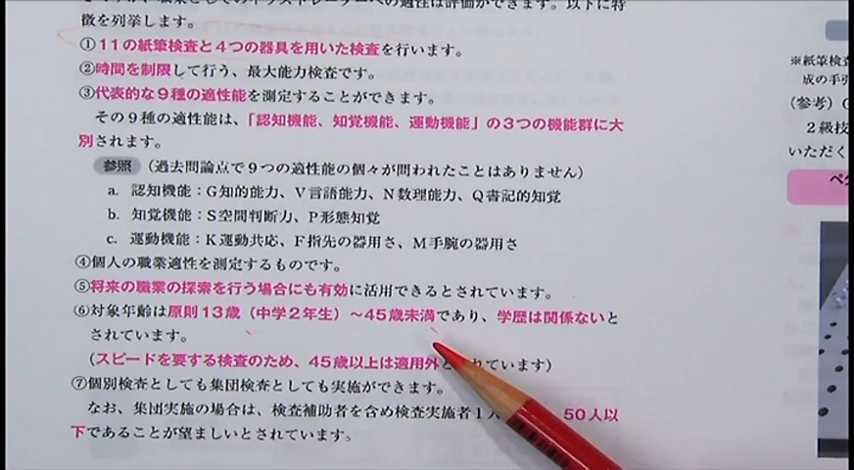 徴を列挙します。
①11の紙筆検査と4つの器具を用いた検査を行います。
②時間を制限して行う、最大能力検査です。
③代表的な9種の適性能を測定することができます。
その9種の適性能は、「認知機能、知覚機能、運動機能」の3つの機能群に大
別されます。
参照 (過去問論点で9つの適性能の個々が問われたことはありません)
a. 認知機能：G知的能力、V言語能力、N数理能力、Q書記的知覚
b. 知覚機能：S空間判断力、P形態知覚
c. 運動機能：K運動共応、F指先の器用さ、M手腕の器用さ
④個人の職業適性を測定するものです。
⑤将来の職業の探索を行う場合にも有効に活用できるとされています。
⑥対象年齢は原則13歳（中学2年生）～45歳未満であり、学歴は関係ないと
されています。
(スピードを要する検査のため、45歳以上は適用外とれています)
⑦個別検査としても集団検査としても実施ができます。
なお、集団実施の場合は、検査補助者を含め検査実施者1人 50人以
下であることが望ましいとされています。
※紙筆検査
成の手引
(参考) G
2級技
いただく